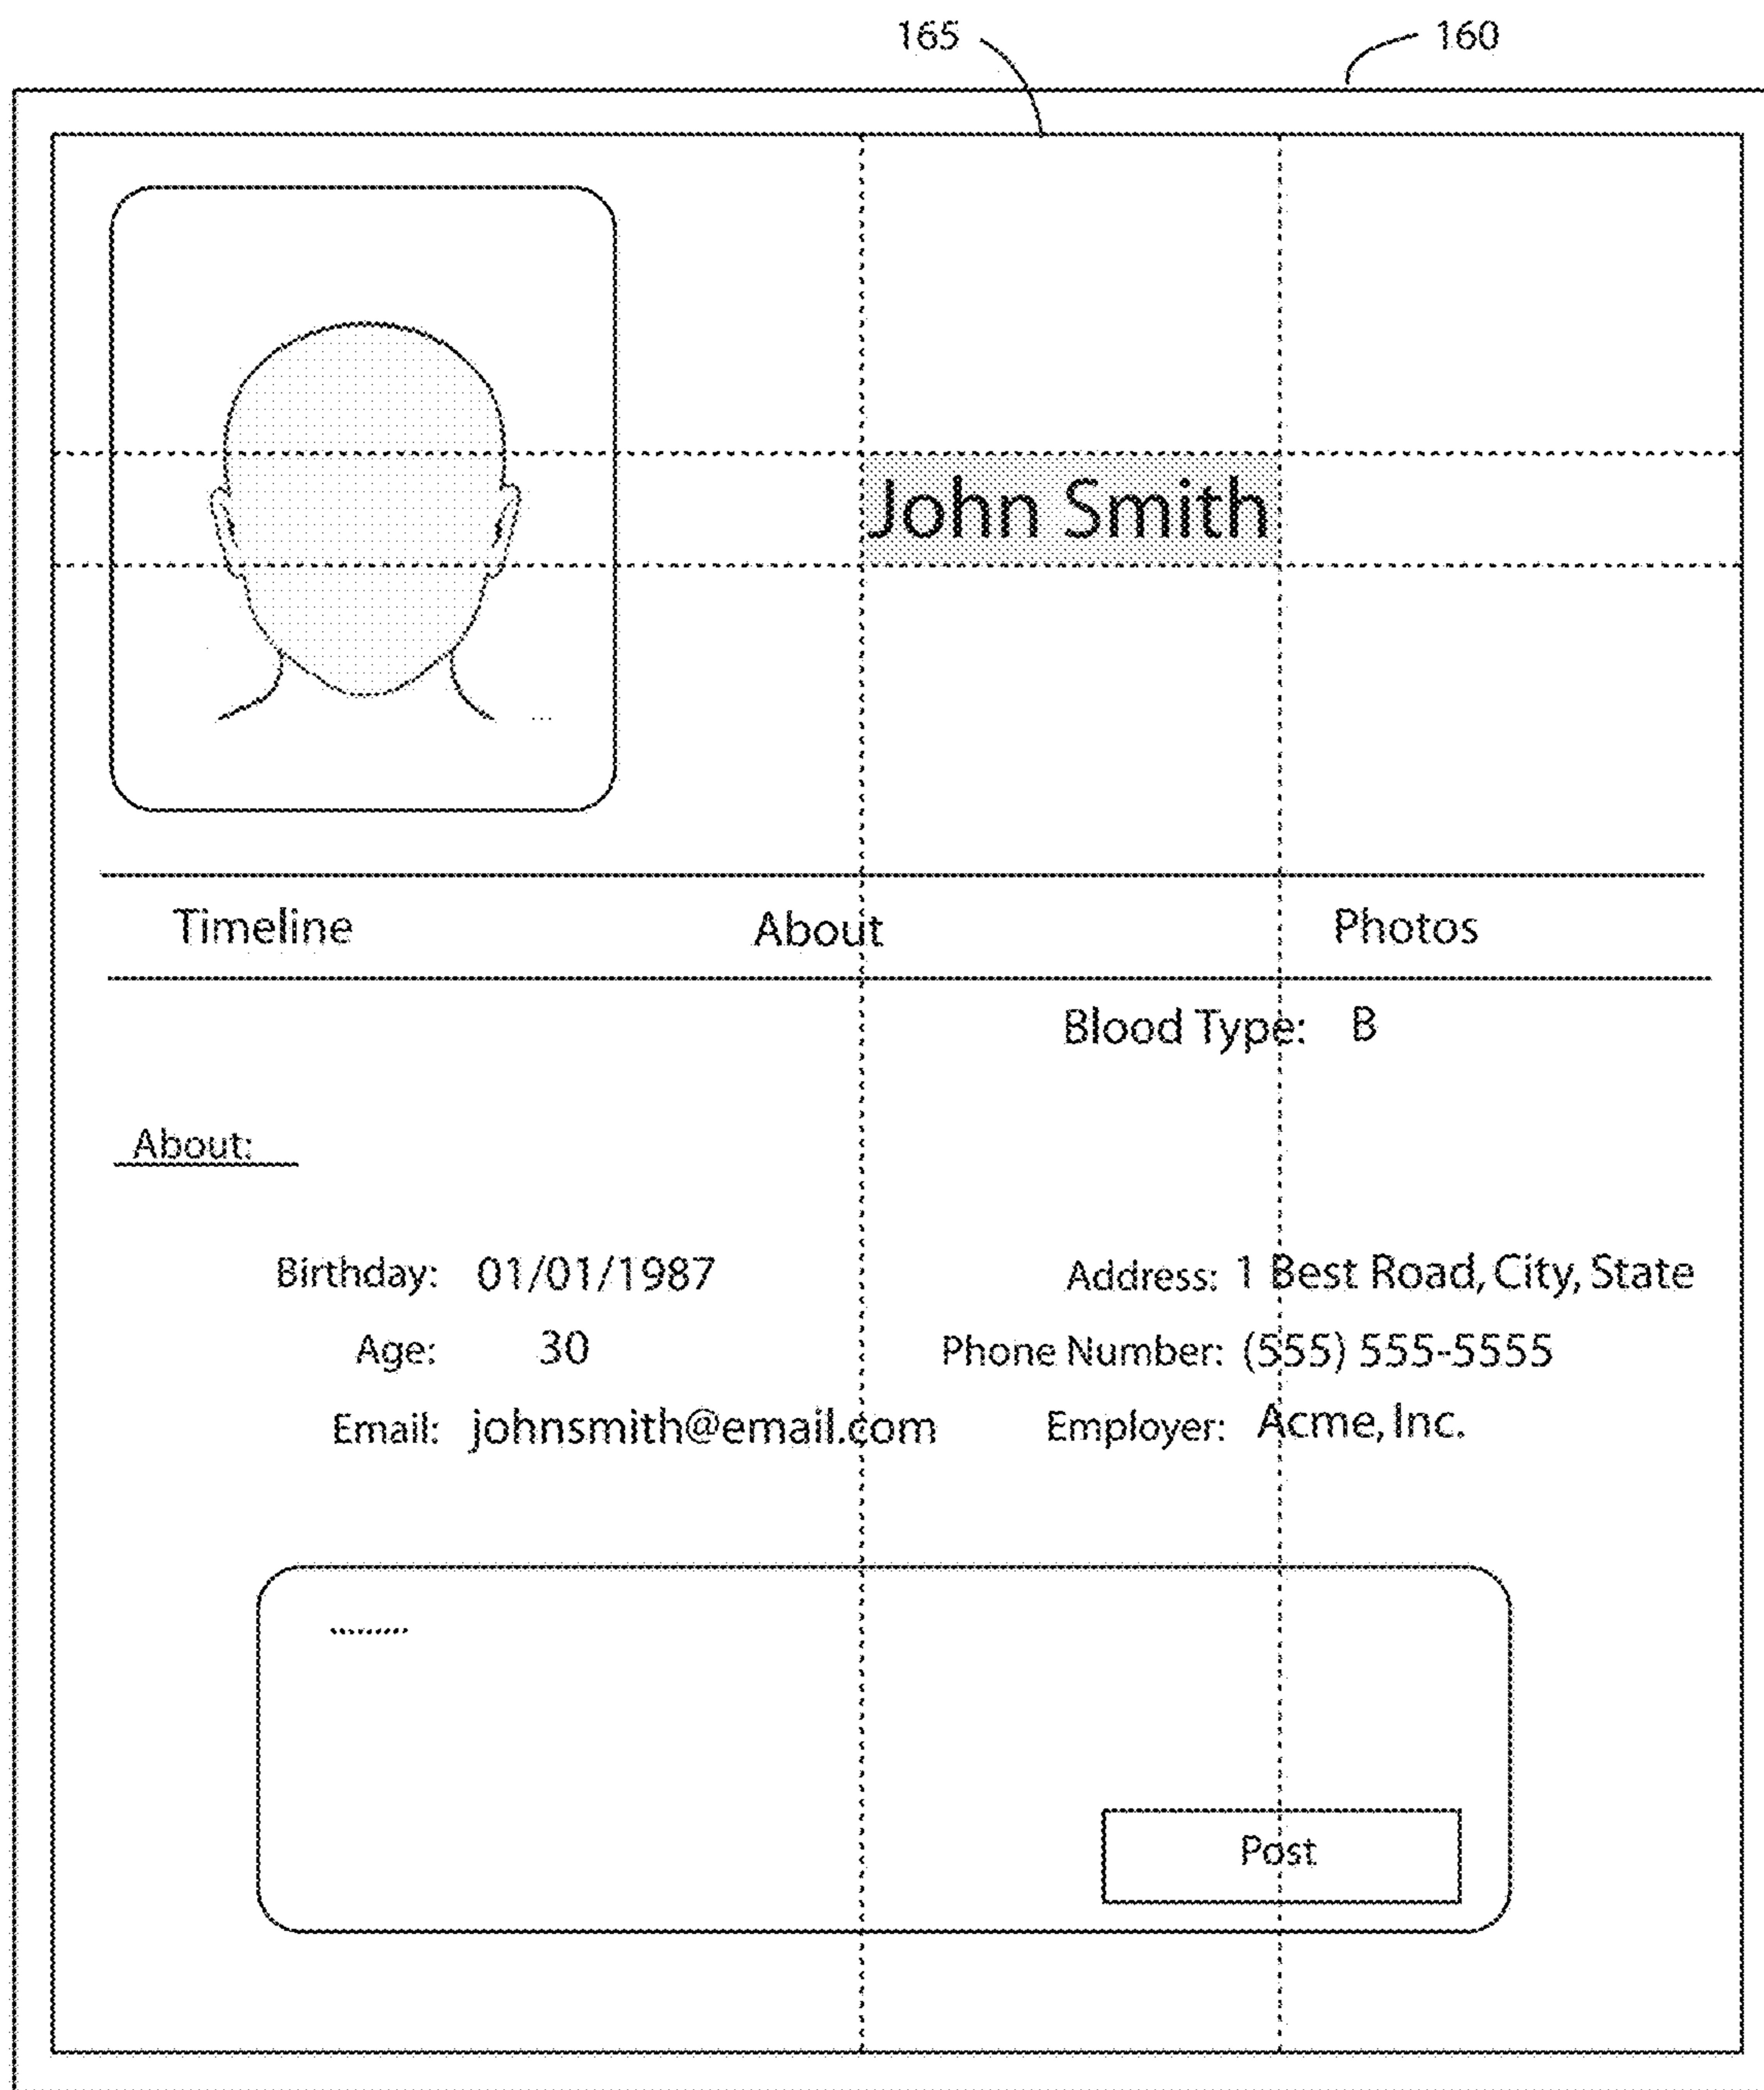 165 160
John Smith
Timeline About Photos
Blood Type: B
About:
Birthday: 01/01/1987 Address: 1 Best Road, City, State
Age: 30 Phone Number: (555) 555-5555
Email: johnsmith@email.com Employer: Acme, Inc.
Post